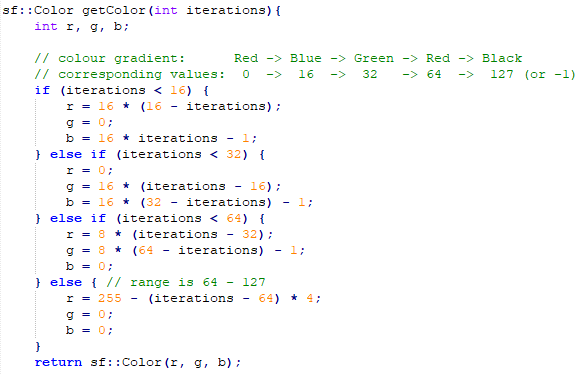 sf::Color getColor(int iterations){
    int r, g, b;

    // colour gradient:      Red -> Blue -> Green -> Red -> Black
    // corresponding values:  0  ->  16  ->  32   -> 64  ->  127 (or -1)
    if (iterations < 16) {
        r = 16 * (16 - iterations);
        g = 0;
        b = 16 * iterations - 1;
    } else if (iterations < 32) {
        r = 0;
        g = 16 * (iterations - 16);
        b = 16 * (32 - iterations) - 1;
    } else if (iterations < 64) {
        r = 8 * (iterations - 32);
        g = 8 * (64 - iterations) - 1;
        b = 0;
    } else { // range is 64 - 127
        r = 255 - (iterations - 64) * 4;
        g = 0;
        b = 0;
    }
    return sf::Color(r, g, b);